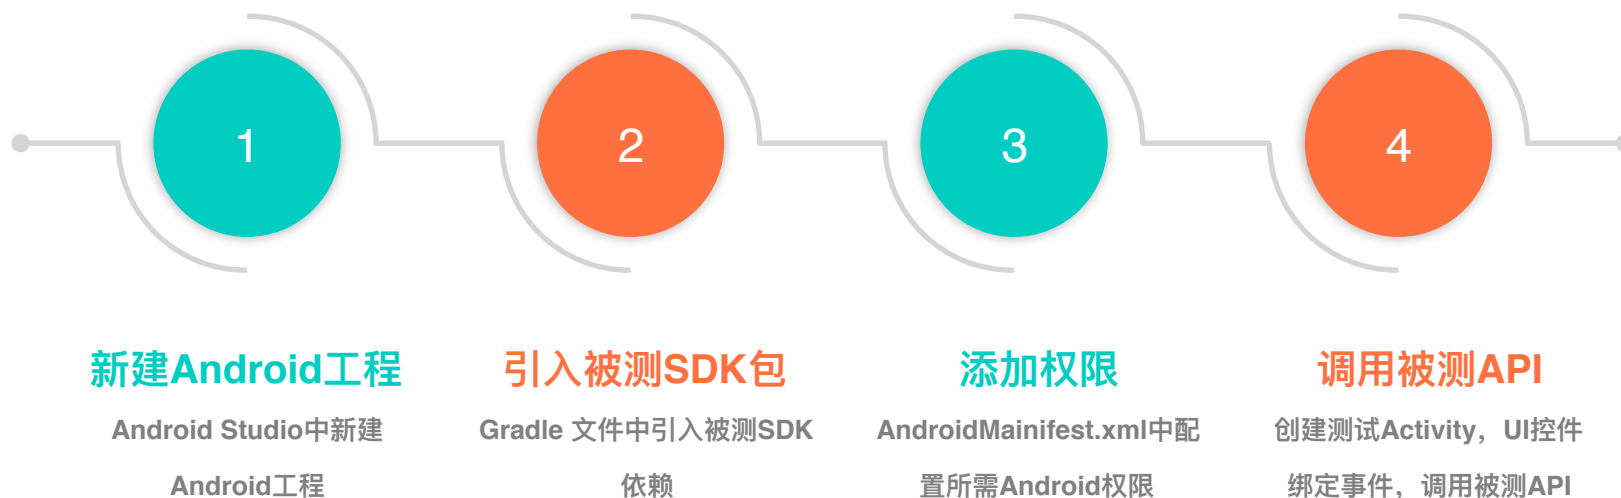 1
2
3
4
新建Android工程
引入被测SDK包
添加权限
调用被测API
Android Studio中新建
Android工程
Gradle 文件中引入被测SDK
依赖
AndroidMainifest.xml中配
置所需Android权限
创建测试Activity，UI控件
绑定事件，调用被测API